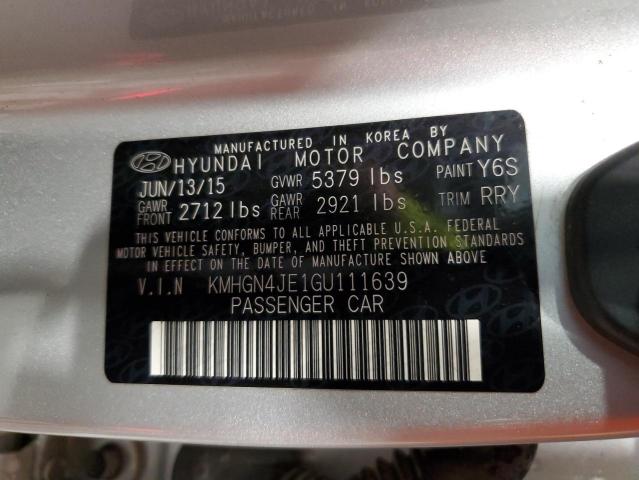 MANUFACTURED IN KOREA BY
HYUNDAI MOTOR COMPANY
JUN/13/15 GVWR 5379 lbs PAINT Y6S
GAWR FRONT 2712 lbs GAWR REAR 2921 lbs TRIM RRY
THIS VEHICLE CONFORMS TO ALL APPLICABLE U.S.A. FEDERAL
MOTOR VEHICLE SAFETY, BUMPER, AND THEFT PREVENTION STANDARDS
IN EFFECT ON THE DATE OF MANUFACTURE SHOWN ABOVE
V.I.N KMHGN4JE1GU111639
PASSENGER CAR